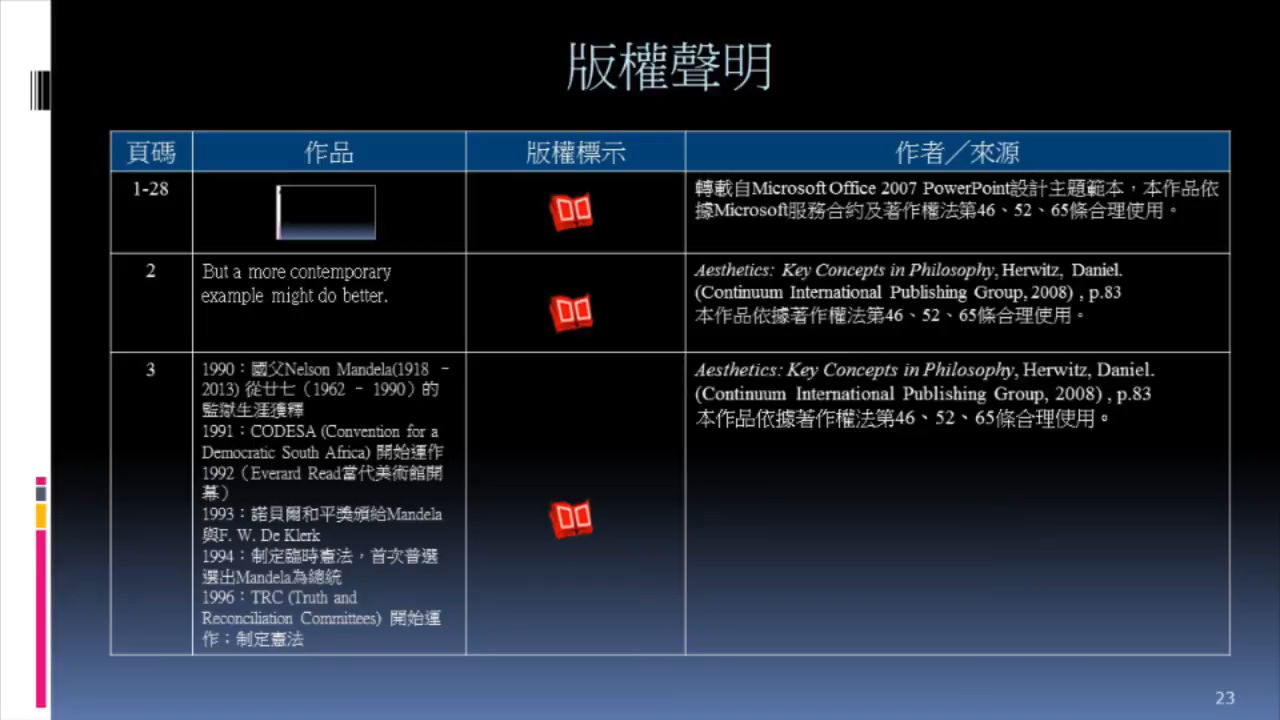 版權聲明
頁碼 作品 版權標示 作者／來源
1-28
轉載自Microsoft Office 2007 PowerPoint設計主題範本，本作品依
據Microsoft服務合約及著作權法第46、52、65條合理使用。
2
But a more contemporary
example might do better.
Aesthetics: Key Concepts in Philosophy, Herwitz, Daniel.
(Continuum International Publishing Group, 2008) , p.83
本作品依據著作權法第46、52、65條合理使用。
3
1990：國父Nelson Mandela(1918 –
2013) 從廿七（1962 – 1990）的
監獄生涯獲釋
1991：CODESA (Convention for a
Democratic South Africa) 開始運作
1992（Everard Read當代美術館開
幕）
1993：諾貝爾和平獎頒給Mandela
與F. W. De Klerk
1994：制定臨時憲法，首次普選
選出Mandela為總統
1996：TRC (Truth and
Reconciliation Committees) 開始運
作；制定憲法
Aesthetics: Key Concepts in Philosophy, Herwitz, Daniel.
(Continuum International Publishing Group, 2008) , p.83
本作品依據著作權法第46、52、65條合理使用。
23